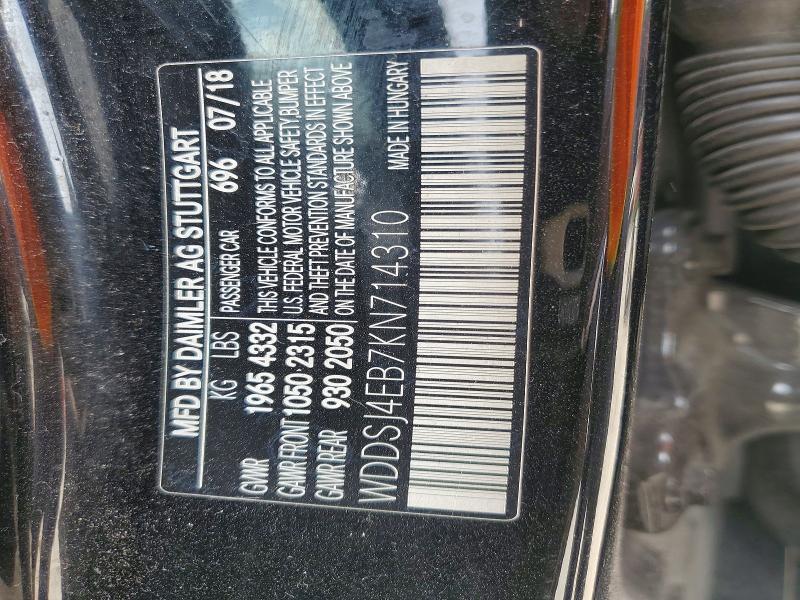 MFD BY DAIMLER AG STUTTGART
KG LBS PASSENGER CAR 696 07/18
GVWR 1965 4332 THIS VEHICLE CONFORMS TO ALL APPLICABLE
GAWR FRONT 1050 2315 U.S. FEDERAL MOTOR VEHICLE SAFETY,BUMPER
GAWR REAR 930 2050 AND THEFT PREVENTION STANDARDS IN EFFECT
ON THE DATE OF MANUFACTURE SHOWN ABOVE
WDDSJ4EB7KN714310 MADE IN HUNGARY